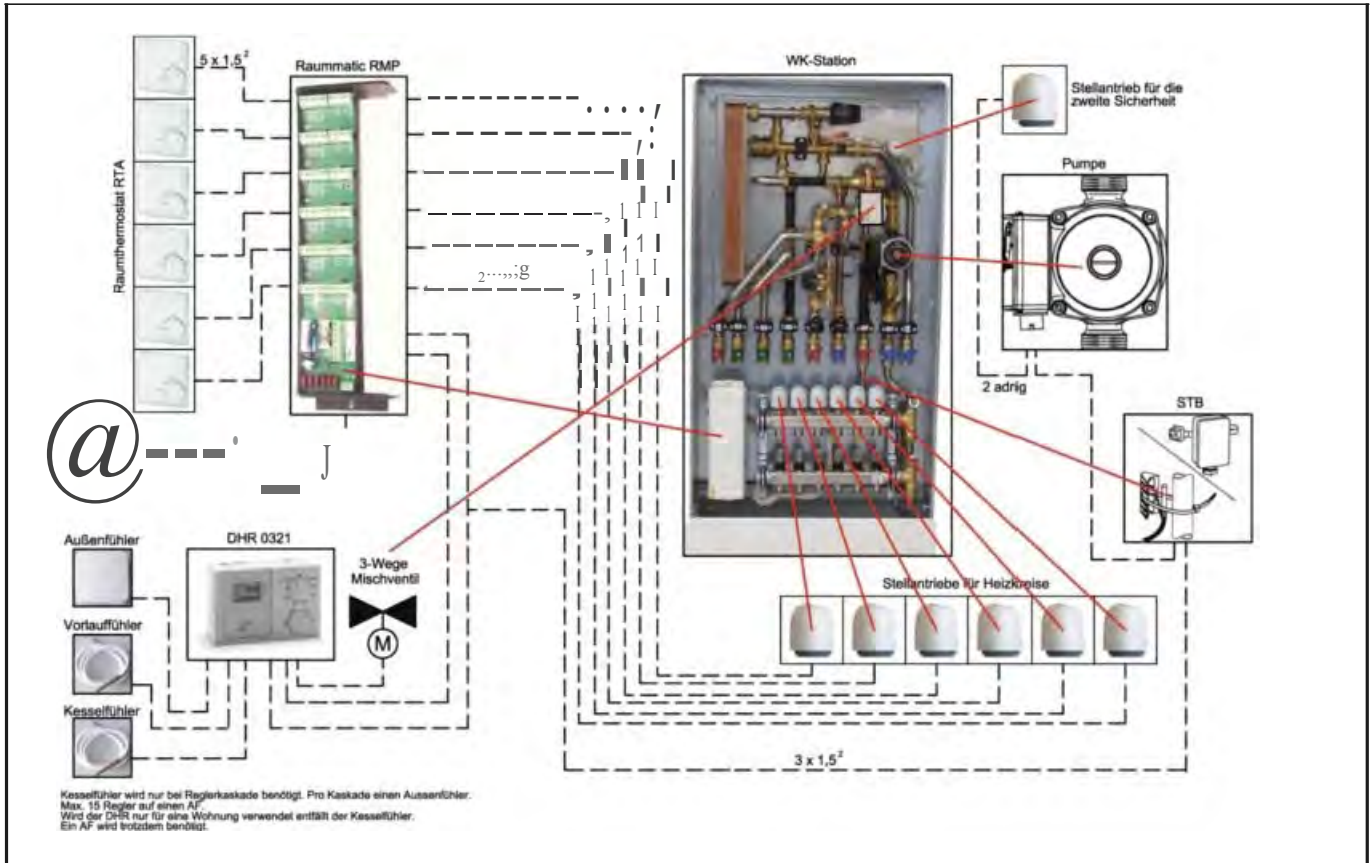 5 x 1,5²
Raummatic RMP
WK-Station
Stellantrieb für die
zweite Sicherheit
Pumpe
Raumthermostat RTA
2 adrig
STB
@
J
Außenfühler
DHR 0321
3-Wege
Mischventil
M
Vorlauffühler
Kesselfühler
Stellantriebe für Heizkreise
3 x 1,5²
Kesselfühler wird nur bei Reglerkaskade benötigt. Pro Kaskade einen Aussenfühler.
Max. 15 Regler auf einen AF.
Wird der DHR nur für eine Wohnung verwendet entfällt der Kesselfühler.
Ein AF wird trotzdem benötigt.